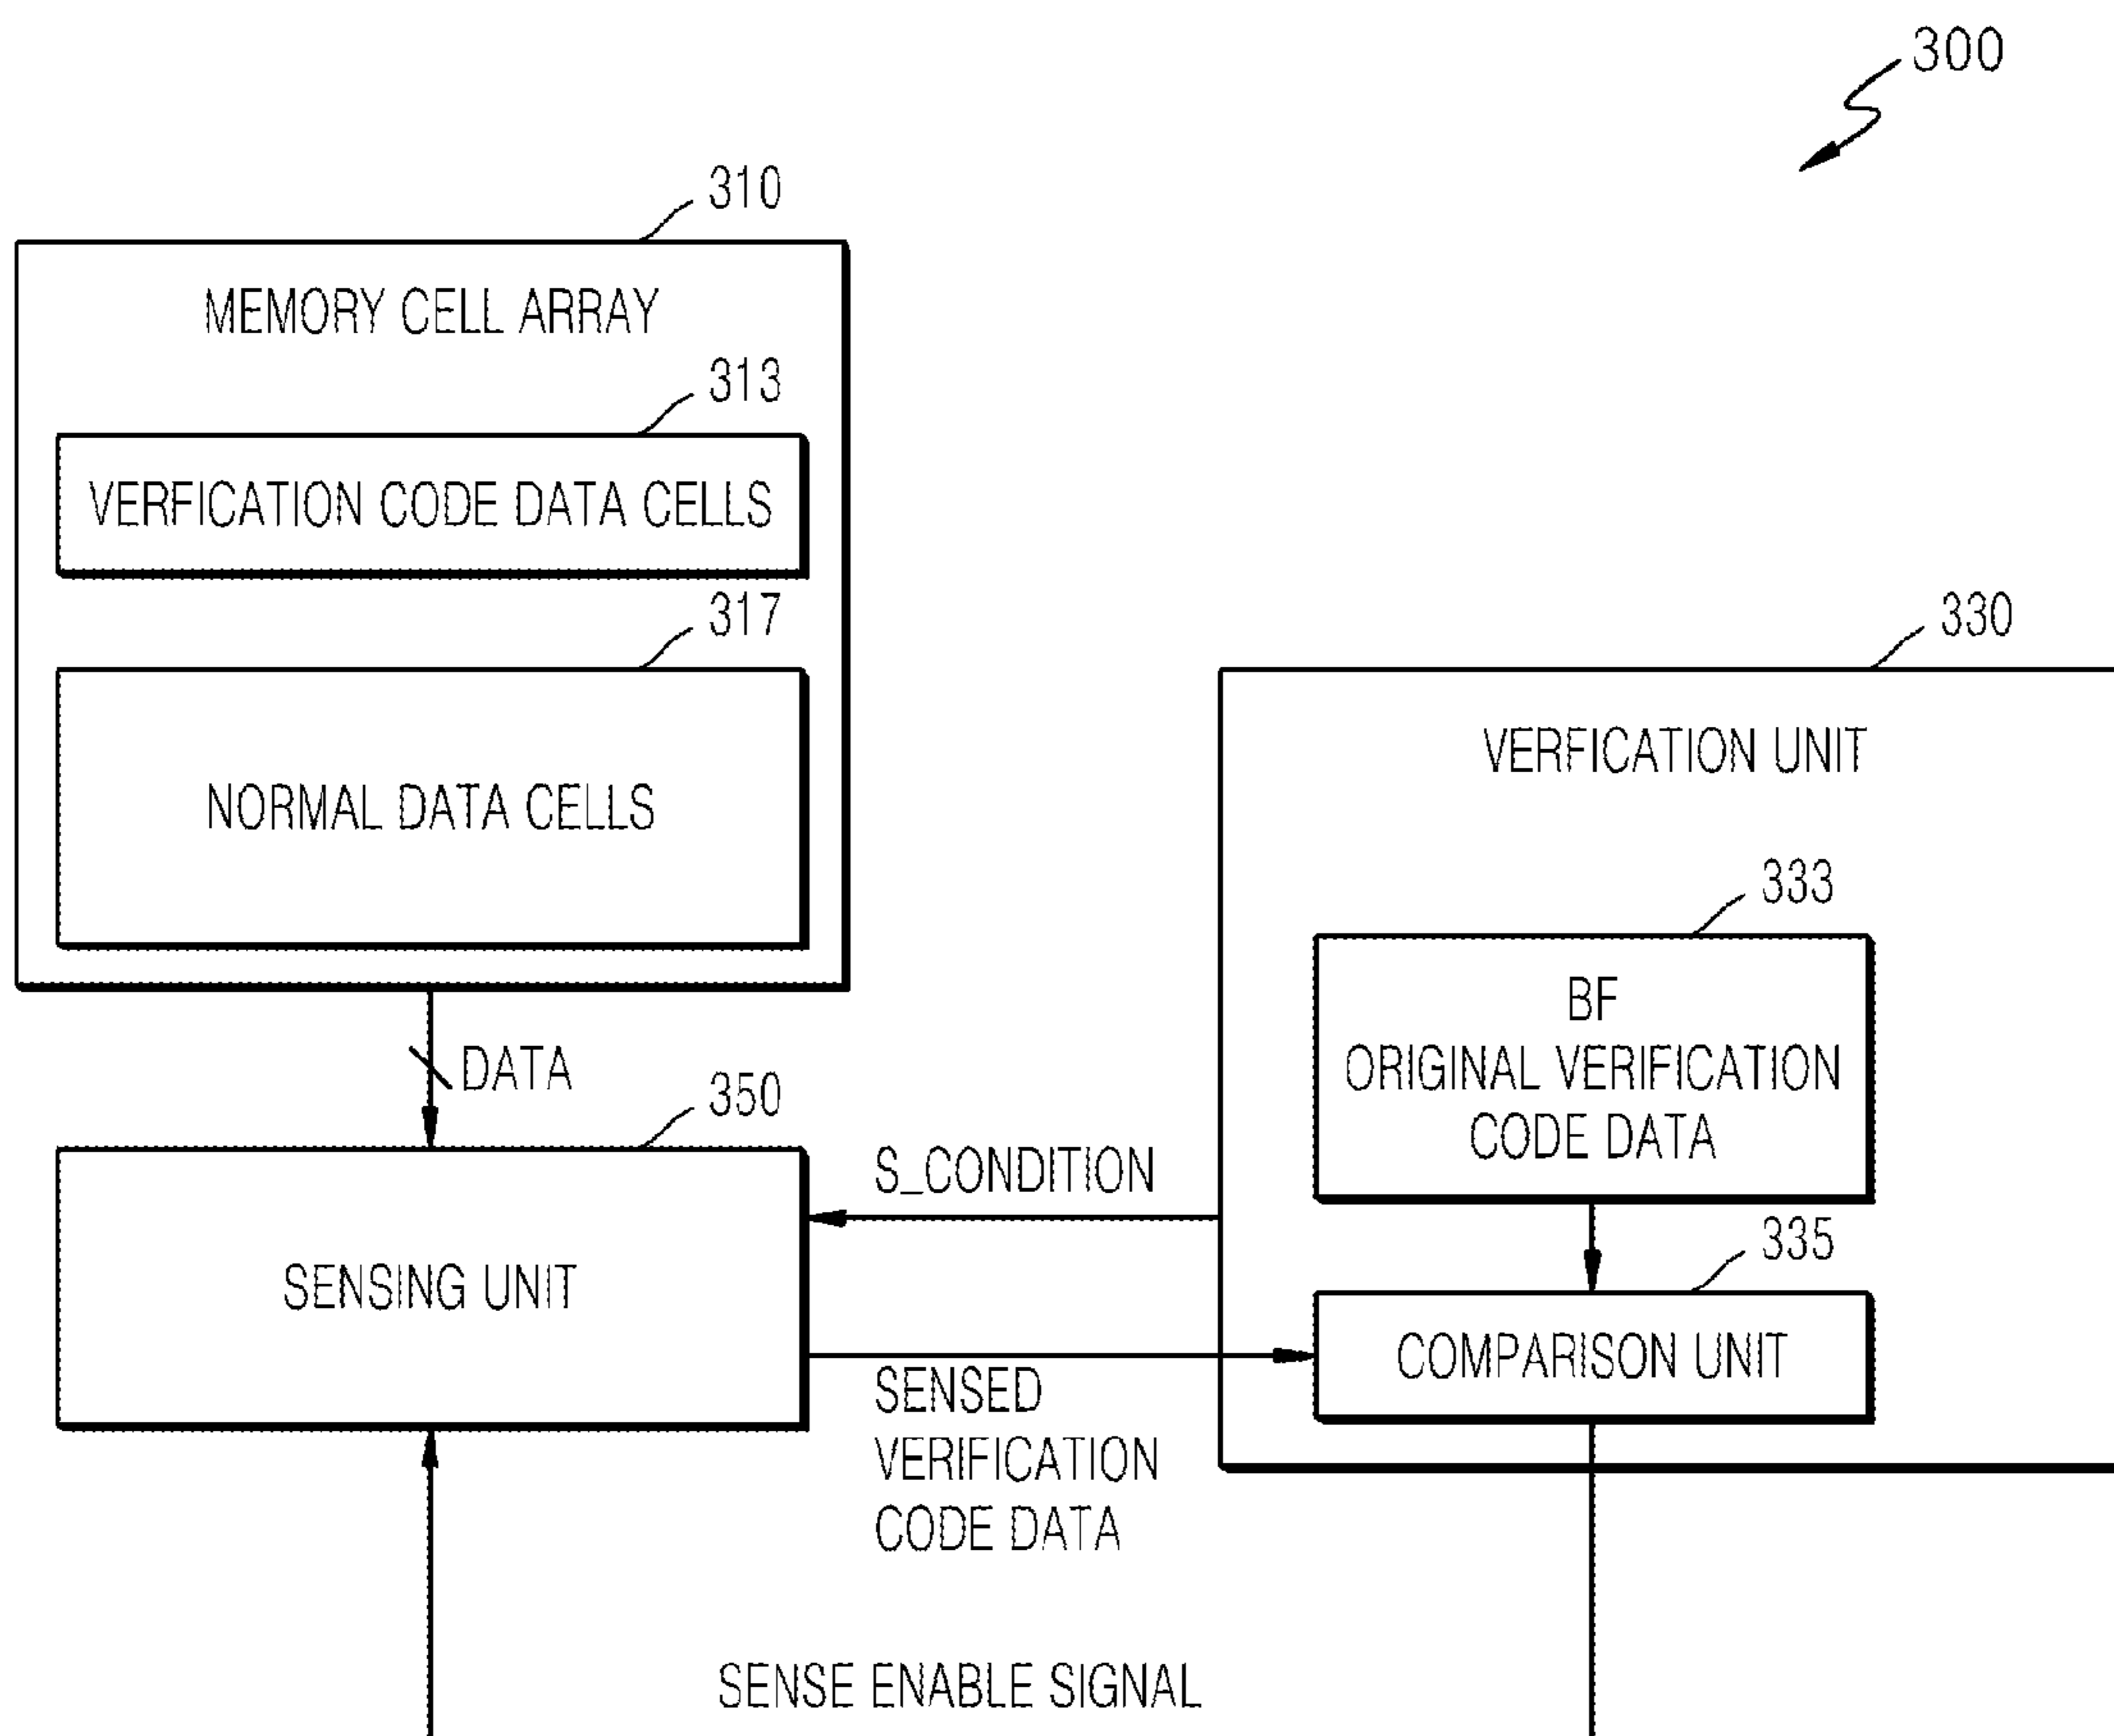 300
310
MEMORY CELL ARRAY
313
VERFICATION CODE DATA CELLS
317
NORMAL DATA CELLS
330
VERFICATION UNIT
333
BF
ORIGINAL VERIFICATION
CODE DATA
DATA
350
SENSING UNIT
S_CONDITION
335
COMPARISON UNIT
SENSED
VERIFICATION
CODE DATA
SENSE ENABLE SIGNAL